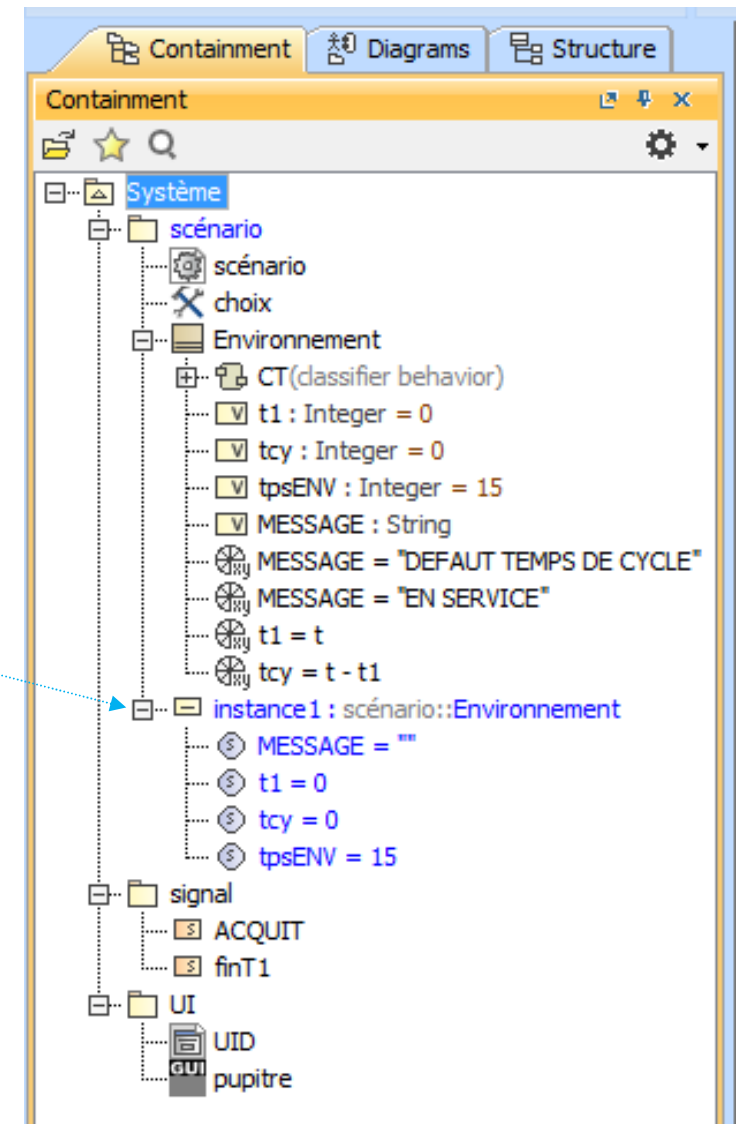 Containment Diagrams Structure
Containment
Système
scénario
scénario
choix
Environnement
CT(classifier behavior)
t1 : Integer = 0
tcy : Integer = 0
tpsENV : Integer = 15
MESSAGE : String
MESSAGE = "DEFAUT TEMPS DE CYCLE"
MESSAGE = "EN SERVICE"
t1 = t
tcy = t - t1
instance1 : scénario::Environnement
MESSAGE = ""
t1 = 0
tcy = 0
tpsENV = 15
signal
ACQUIT
finT1
UI
UID
GUI pupitre